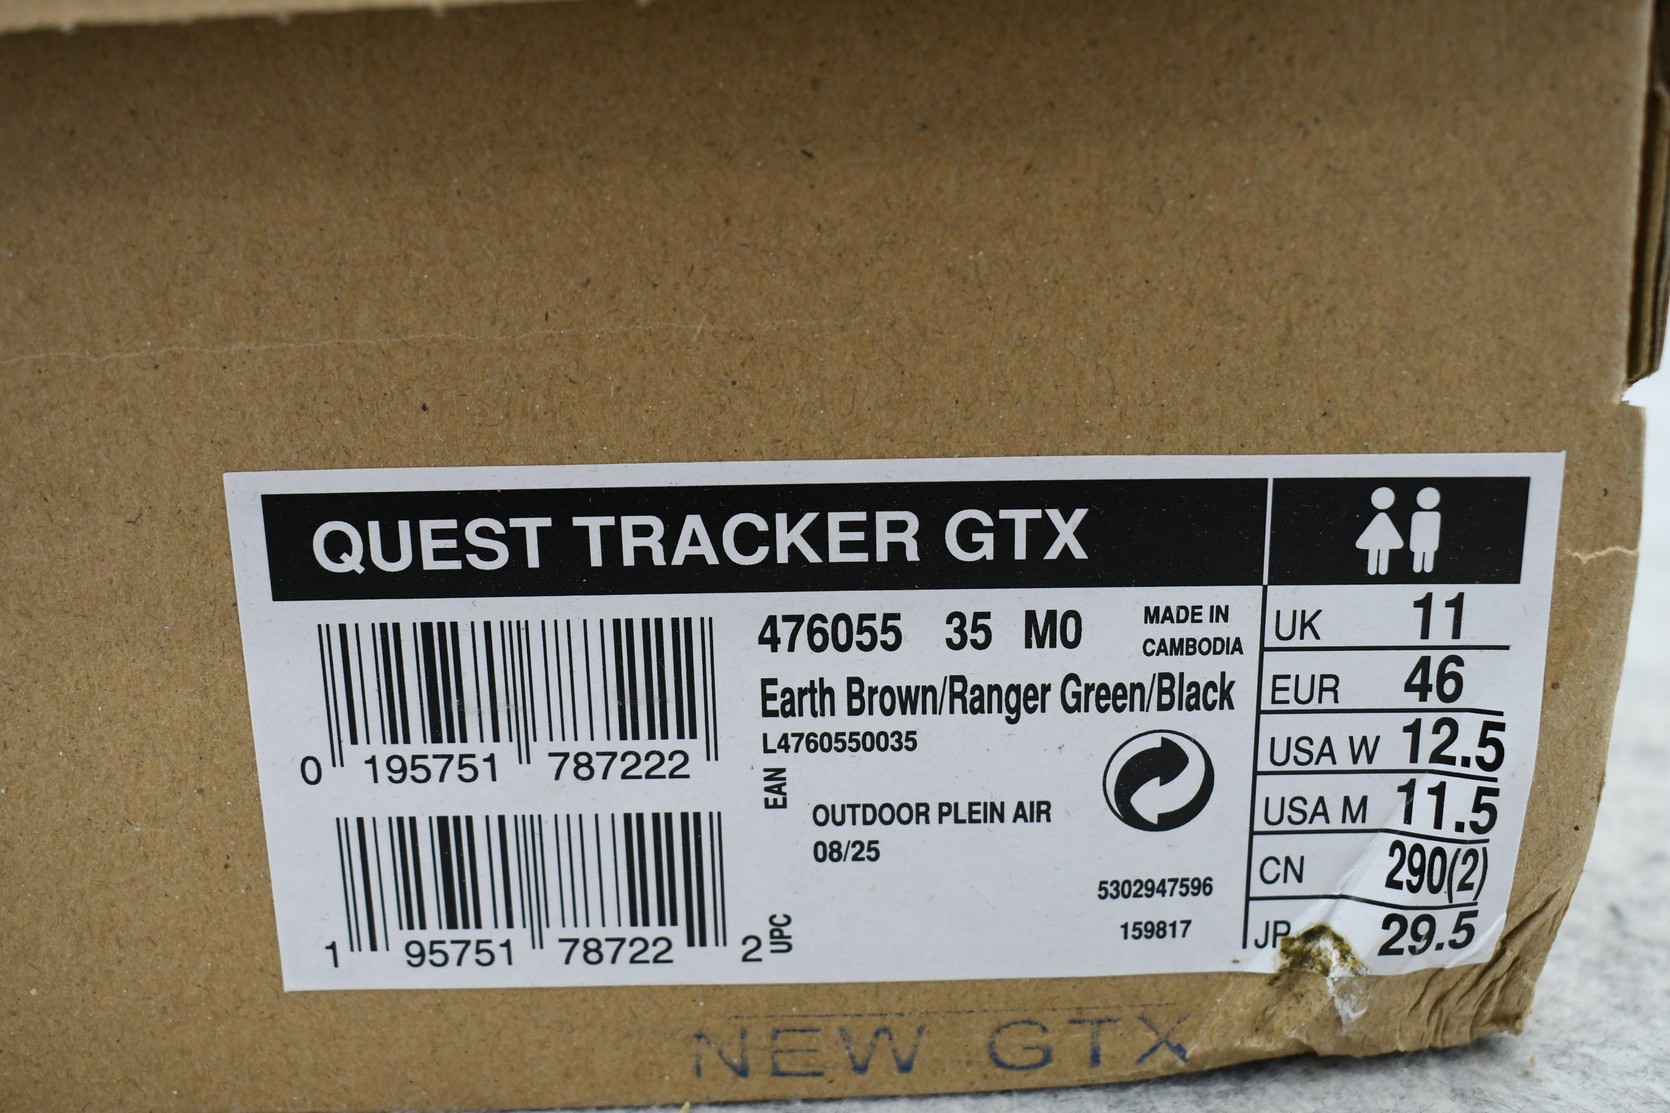 QUEST TRACKER GTX
476055 35 M0
MADE IN
CAMBODIA
Earth Brown/Ranger Green/Black
L4760550035
0 195751 787222
EAN
OUTDOOR PLEIN AIR
08/25
1 95751 78722 2
UPC
5302947596
159817
UK 11
EUR 46
USA W 12.5
USA M 11.5
CN 290(2)
JP 29.5
NEW GTX